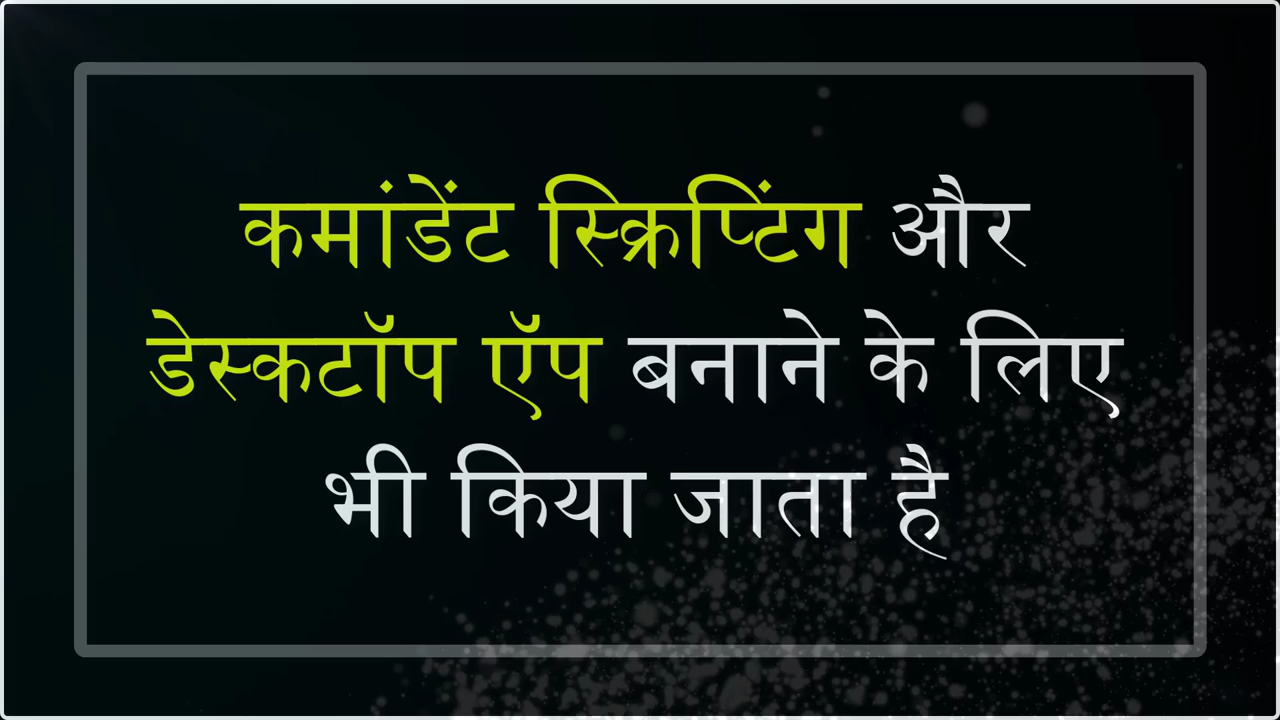 कमांडेंट स्क्रिप्टिंग और
डेस्कटॉप ऍप बनाने के लिए
भी किया जाता है